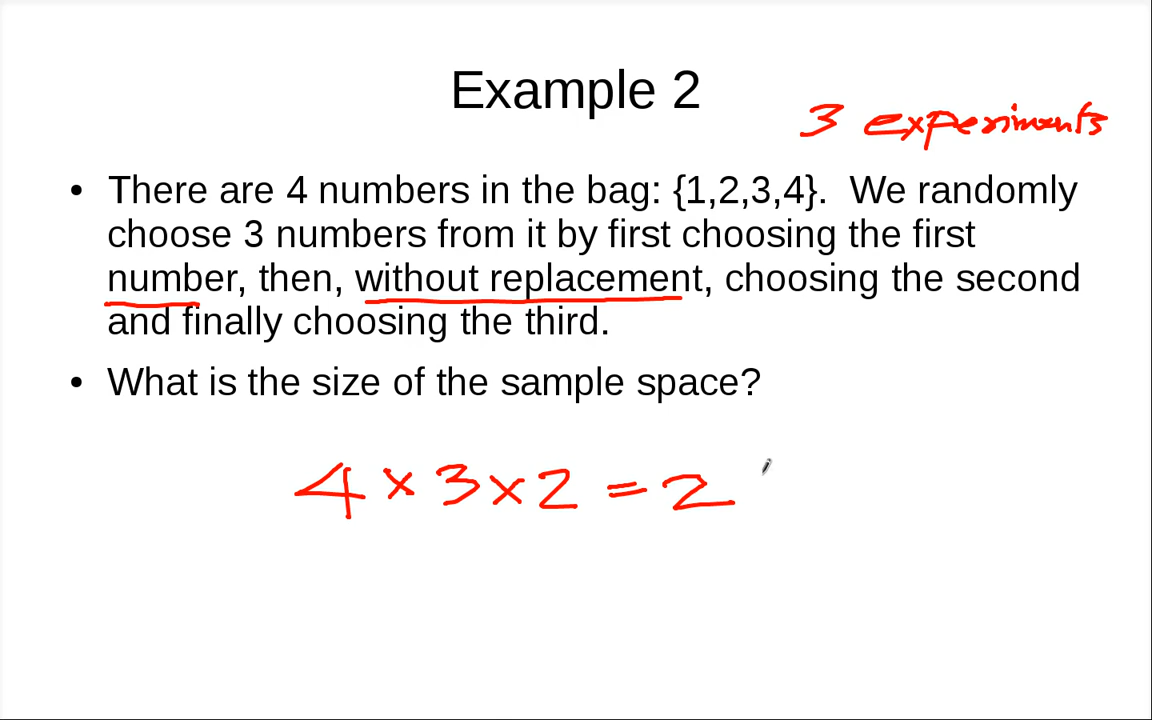 Example 2
3 experiments
• There are 4 numbers in the bag: {1,2,3,4}. We randomly
choose 3 numbers from it by first choosing the first
number, then, without replacement, choosing the second
and finally choosing the third.
• What is the size of the sample space?
4 × 3 × 2 = 2